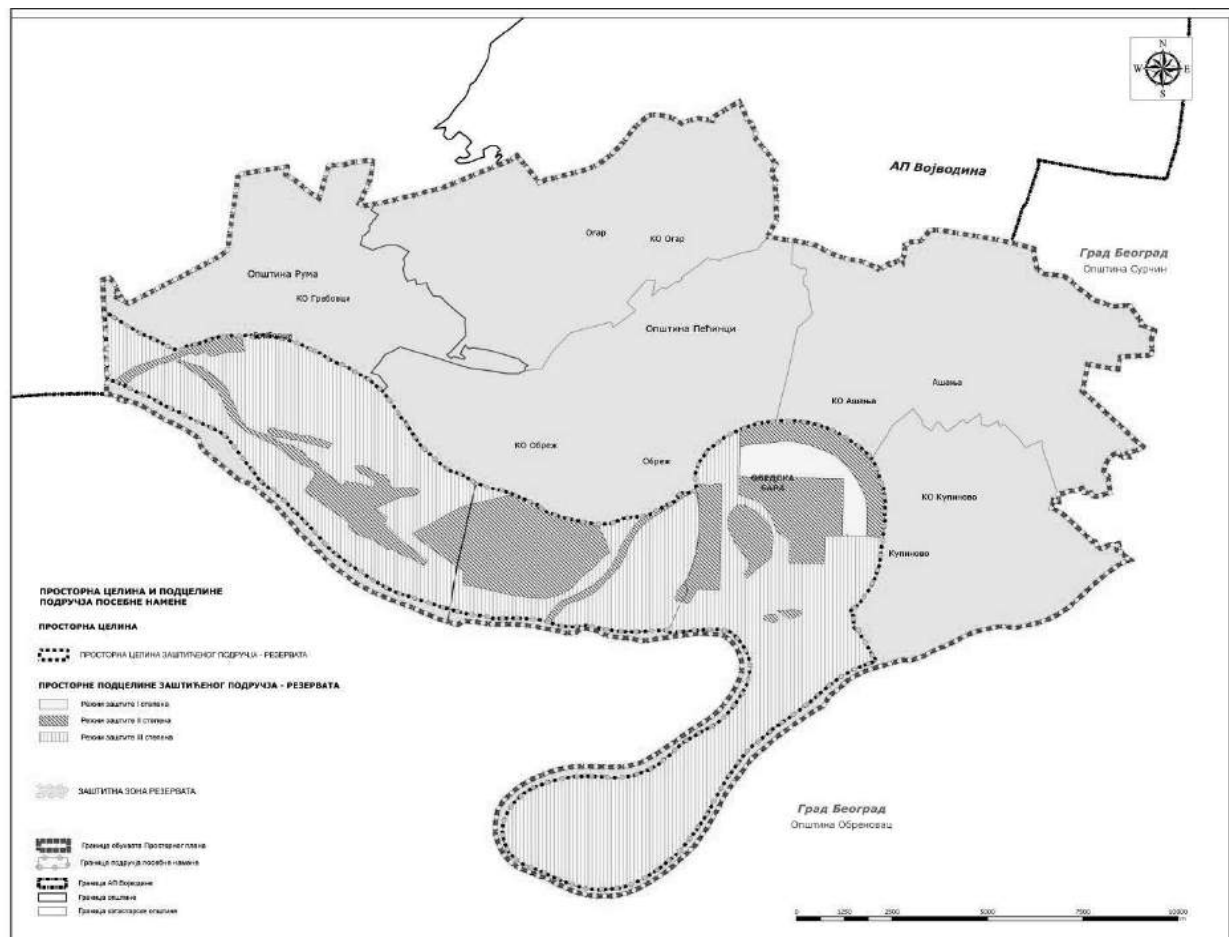 N
W E
S
АП Војводина
Град Београд
Општина Сурчин
Огар
КО Огар
Општина Рума
КО Грабовци
Општина Пећинци
Ашања
КО Ашања
КО Обреж
Обреж
ОБЕДСКА
БАРА
КО Купиново
Купиново
ПРОСТОРНА ЦЕЛИНА И ПОДЦЕЛИНЕ
ПОДРУЧЈА ПОСЕБНЕ НАМЕНЕ
ПРОСТОРНА ЦЕЛИНА
ПРОСТОРНА ЦЕЛИНА ЗАШТИЋЕНОГ ПОДРУЧЈА - РЕЗЕРВАТА
ПРОСТОРНЕ ПОДЦЕЛИНЕ ЗАШТИЋЕНОГ ПОДРУЧЈА - РЕЗЕРВАТА
Режим заштите I степена
Режим заштите II степена
Режим заштите III степена
ЗАШТИТНА ЗОНА РЕЗЕРВАТА
Граница обухвата Просторног плана
Граница подручја посебне намене
Граница АП Војводине
Граница општине
Граница катастарске општине
Град Београд
Општина Обреновац
0 1250 2500 5000 7500 10000
m